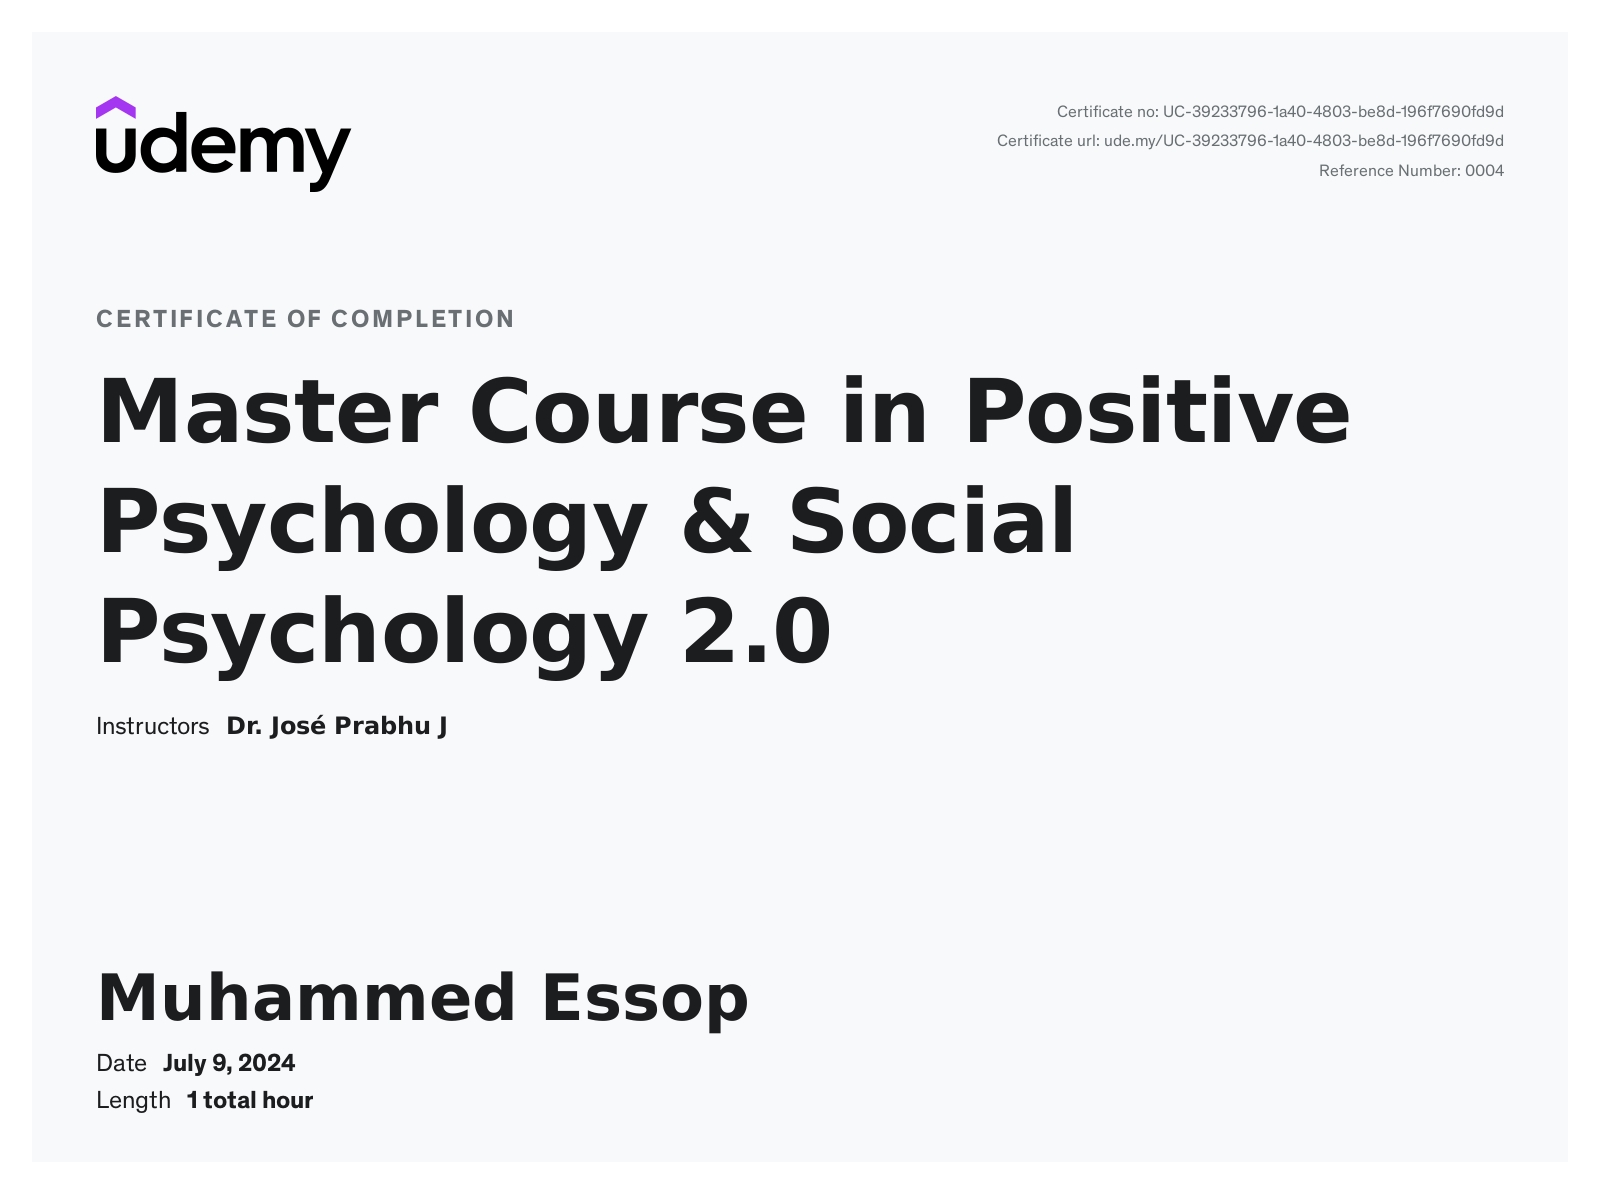 udemy
Certificate no: UC-39233796-1a40-4803-be8d-196f7690fd9d
Certificate url: ude.my/UC-39233796-1a40-4803-be8d-196f7690fd9d
Reference Number: 0004
CERTIFICATE OF COMPLETION
Master Course in Positive
Psychology & Social
Psychology 2.0
Instructors Dr. José Prabhu J
Muhammed Essop
Date July 9, 2024
Length 1 total hour